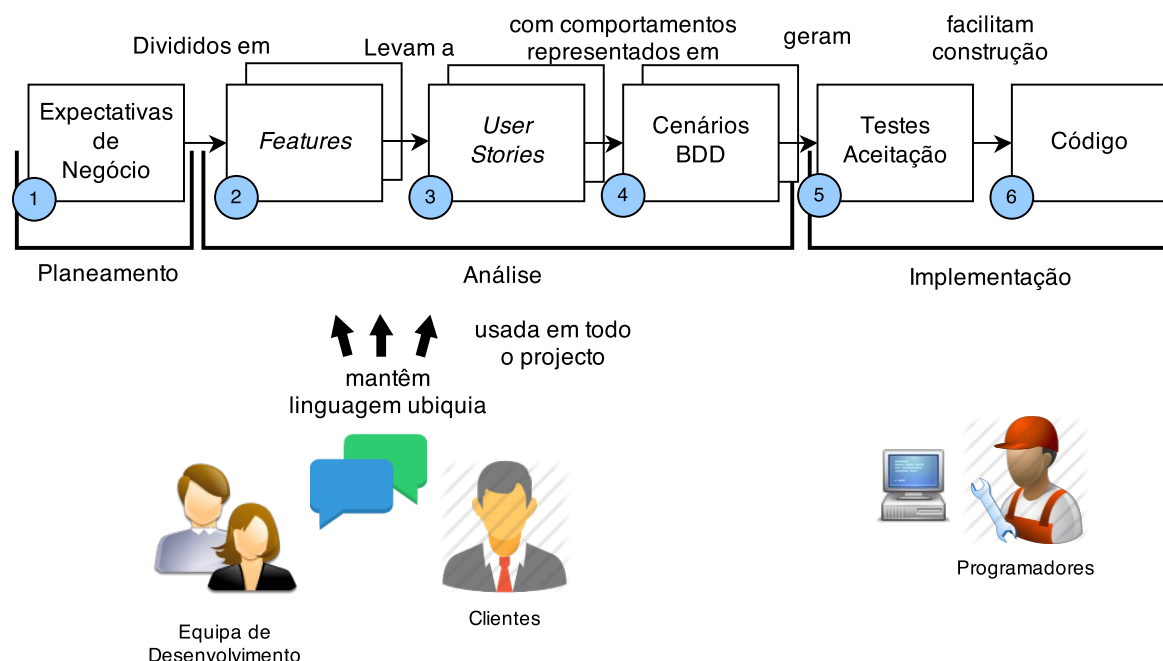 Divididos em
Levam a
com comportamentos
representados em
geram
facilitam
construção
Expectativas
de
Negócio
Features
User
Stories
Cenários
BDD
Testes
Aceitação
Código
1
2
3
4
5
6
Planeamento
Análise
Implementação
usada em todo
o projecto
mantêm
linguagem ubiquia
Equipa de
Desenvolvimento
Clientes
Programadores